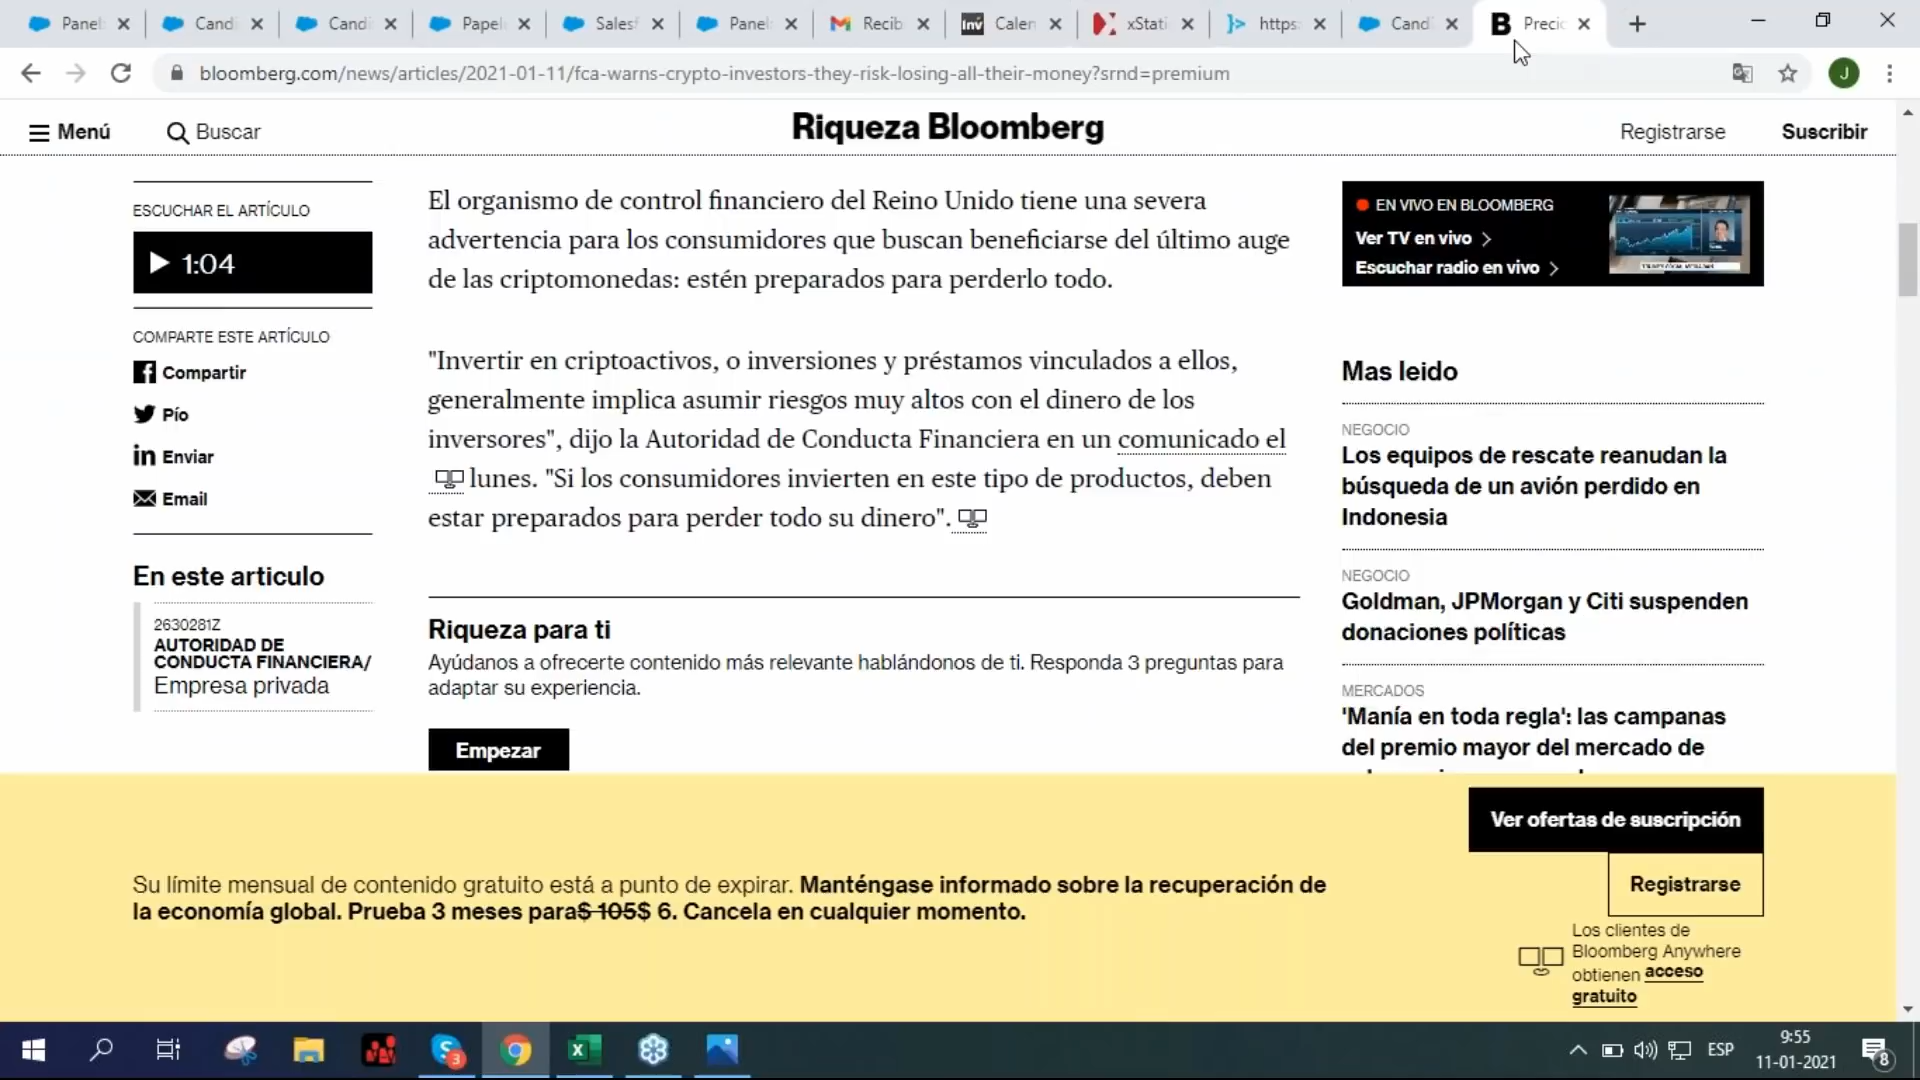 Panel
Candi
Candi
Papel
Sales
Panel
Recib
Inv Calen
xStati
https:
Candi
B Precio
bloomberg.com/news/articles/2021-01-11/fca-warns-crypto-investors-they-risk-losing-all-their-money?srnd=premium
J
Menú
Buscar
Riqueza Bloomberg
Registrarse
Suscribir
ESCUCHAR EL ARTÍCULO
1:04
COMPARTE ESTE ARTÍCULO
Compartir
Pío
Enviar
Email
En este articulo
2630281Z
AUTORIDAD DE
CONDUCTA FINANCIERA/
Empresa privada
El organismo de control financiero del Reino Unido tiene una severa
advertencia para los consumidores que buscan beneficiarse del último auge
de las criptomonedas: estén preparados para perderlo todo.
"Invertir en criptoactivos, o inversiones y préstamos vinculados a ellos,
generalmente implica asumir riesgos muy altos con el dinero de los
inversores", dijo la Autoridad de Conducta Financiera en un comunicado el
lunes. "Si los consumidores invierten en este tipo de productos, deben
estar preparados para perder todo su dinero".
Riqueza para ti
Ayúdanos a ofrecerte contenido más relevante hablándonos de ti. Responda 3 preguntas para
adaptar su experiencia.
Empezar
EN VIVO EN BLOOMBERG
Ver TV en vivo
Escuchar radio en vivo
Mas leido
NEGOCIO
Los equipos de rescate reanudan la
búsqueda de un avión perdido en
Indonesia
NEGOCIO
Goldman, JPMorgan y Citi suspenden
donaciones políticas
MERCADOS
'Manía en toda regla': las campanas
del premio mayor del mercado de
Su límite mensual de contenido gratuito está a punto de expirar. Manténgase informado sobre la recuperación de
la economía global. Prueba 3 meses para$ 105$ 6. Cancela en cualquier momento.
Ver ofertas de suscripción
Registrarse
Los clientes de
Bloomberg Anywhere
obtienen acceso
gratuito
3
ESP
9:55
11-01-2021
8